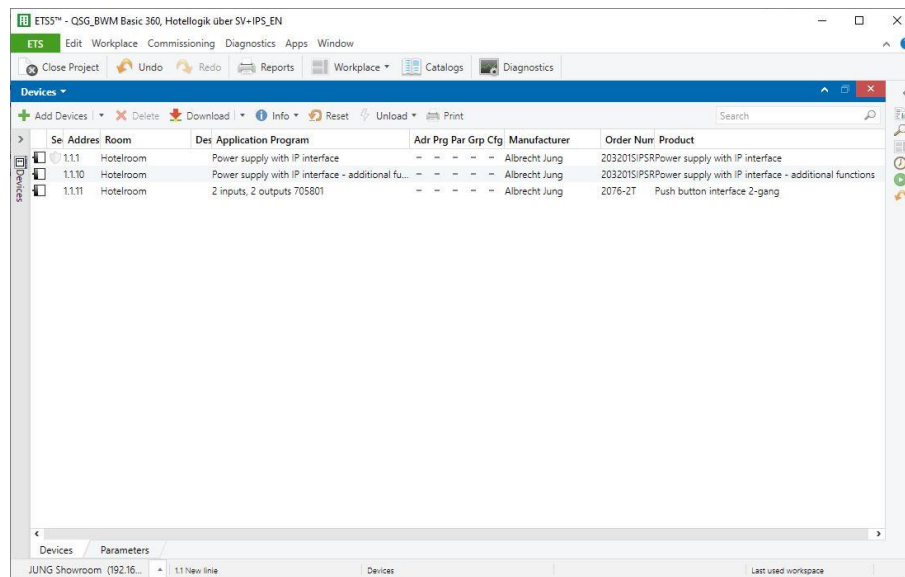 ETS5™ - QSG_BWM Basic 360, Hotellogik über SV+IPS_EN
ETS Edit Workplace Commissioning Diagnostics Apps Window
Close Project Undo Redo Reports Workplace Catalogs Diagnostics
Devices
Add Devices Delete Download Info Reset Unload Print Search
Se Addres Room Des Application Program Adr Prg Par Grp Cfg Manufacturer Order Num Product
1.1.1 Hotelroom Power supply with IP interface - - - - - Albrecht Jung 203201SIPSR Power supply with IP interface
1.1.10 Hotelroom Power supply with IP interface - additional fu... - - - - - Albrecht Jung 203201SIPSR Power supply with IP interface - additional functions
1.1.11 Hotelroom 2 inputs, 2 outputs 705801 - - - - - Albrecht Jung 2076-2T Push button interface 2-gang
Devices
Devices Parameters
JUNG Showroom (192.16... 1.1 New linie Devices Last used workspace